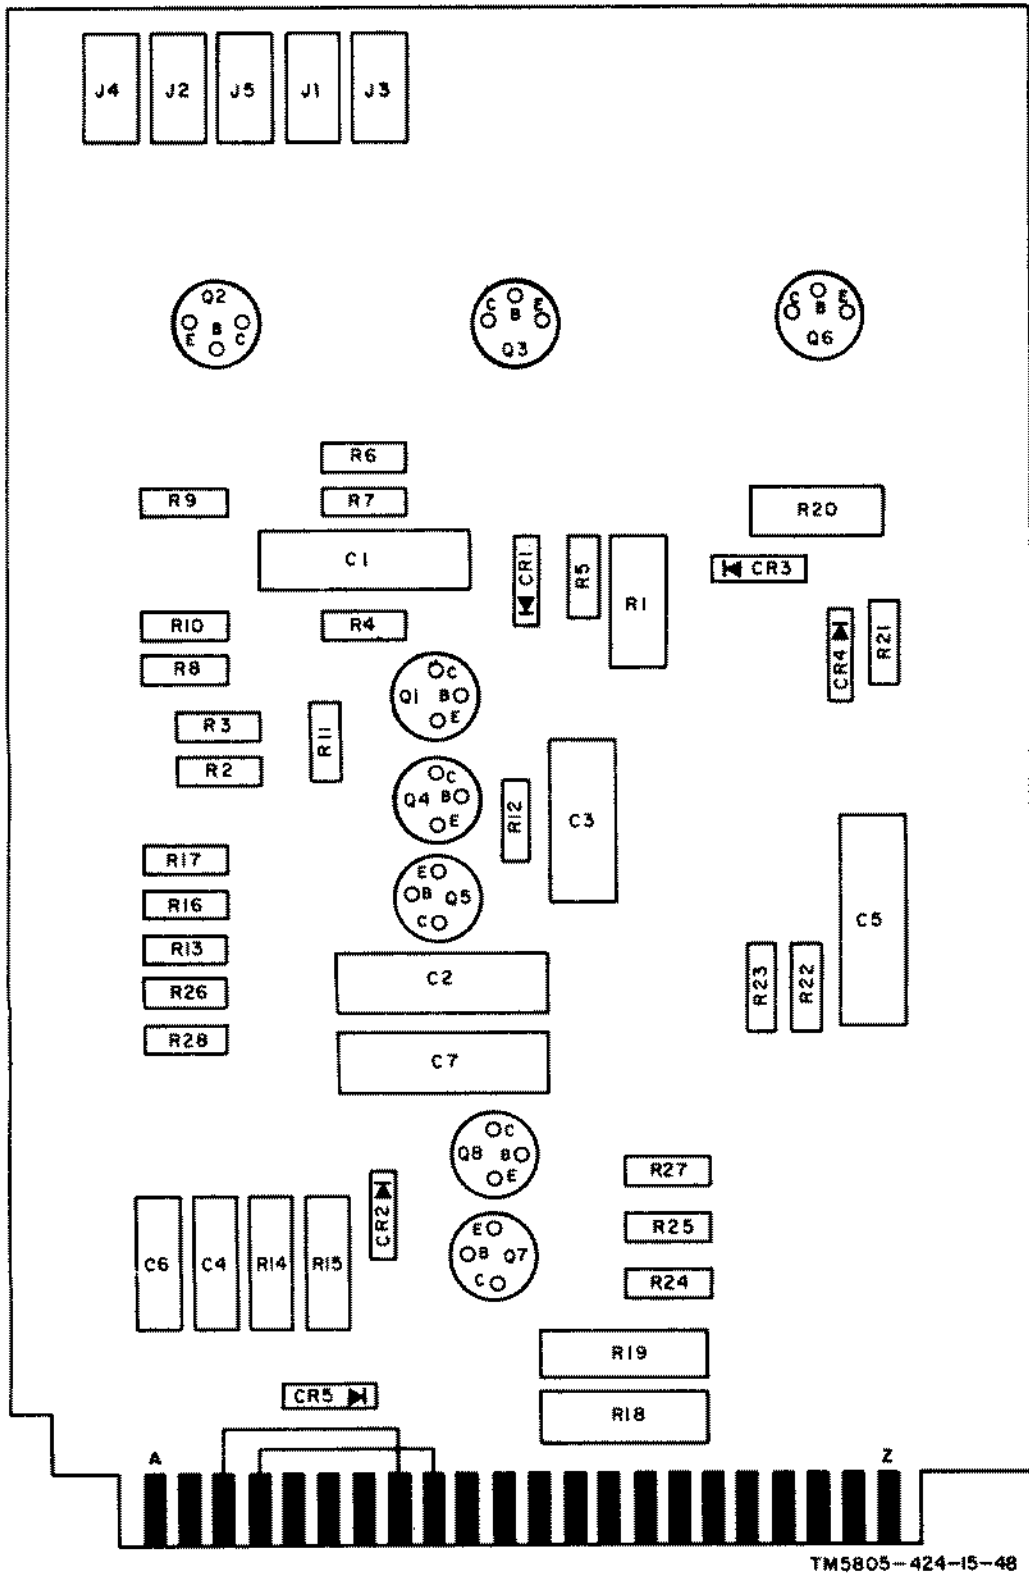 J4 J2 J5 J1 J3
Q2 E B C
C B E Q3
C B E Q6
R6
R9 R7 R20
C1 CR1 R5 R1 CR3
R10 R4 CR4 R21
R8
Q1 C B E
R3 R11
R2
Q4 C B E R12 C3
R17
E B Q5 C
R16 C5
R13
C2 R23 R22
R26
R28
C7
Q8 C B E R27
CR2
E B Q7 C R25
C6 C4 R14 R15
R24
R19
CR5 R18
A Z
TM5805-424-15-48